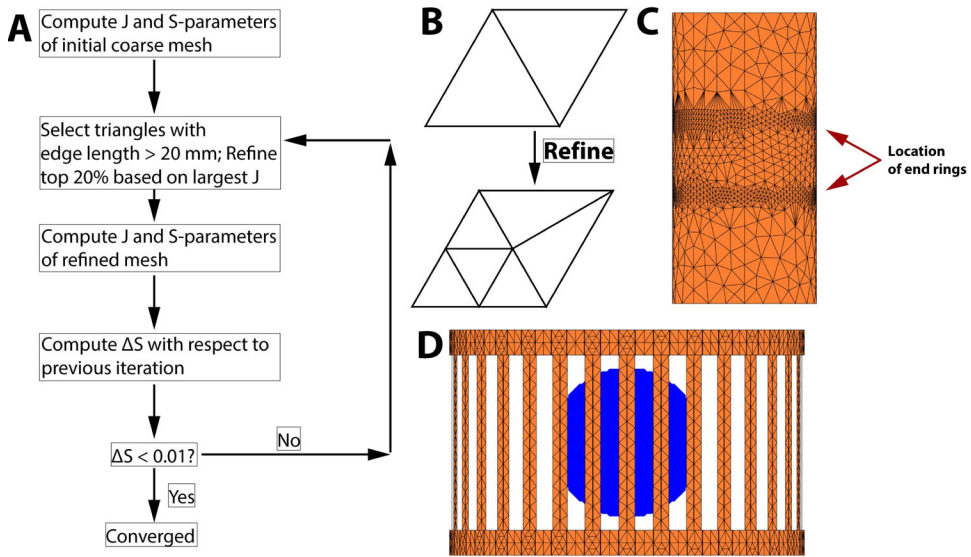 A
Compute J and S-parameters
of initial coarse mesh
Select triangles with
edge length > 20 mm; Refine
top 20% based on largest J
Compute J and S-parameters
of refined mesh
Compute ΔS with respect to
previous iteration
ΔS < 0.01?
No
Yes
Converged
B
Refine
C
Location
of end rings
D